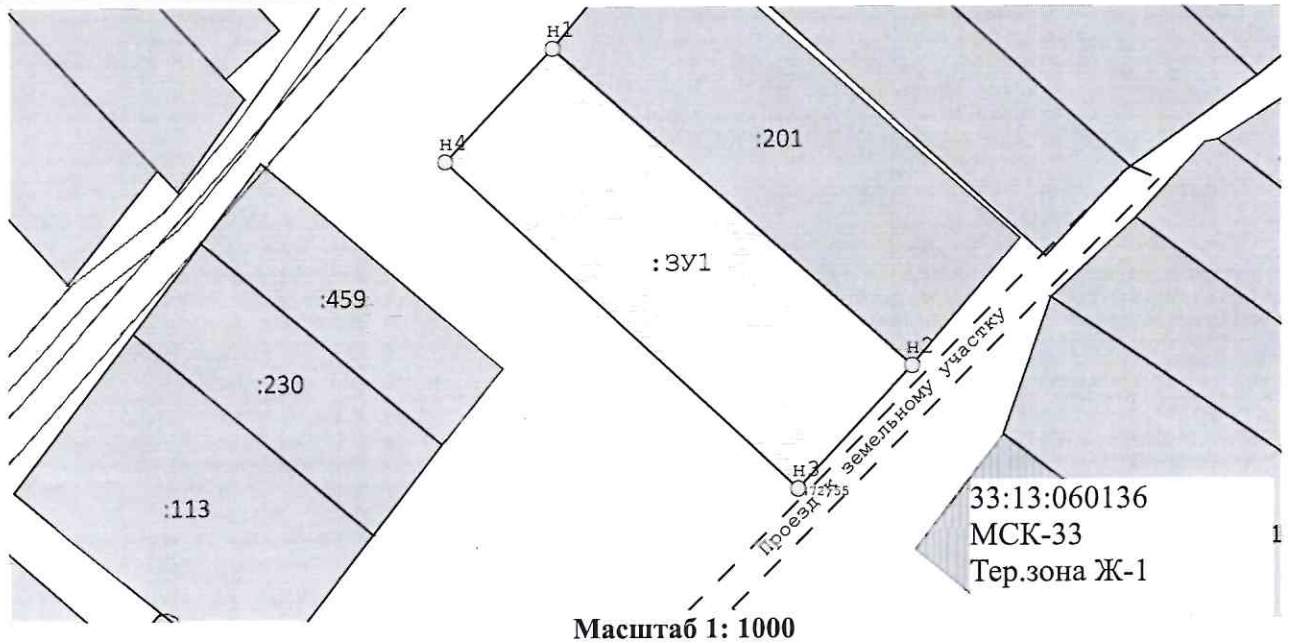 н1
:201
н4
:ЗУ1
:459
н2
:230
Проезд к земельному участку
н3
:113
33:13:060136
МСК-33
Тер.зона Ж-1
1
Масштаб 1: 1000